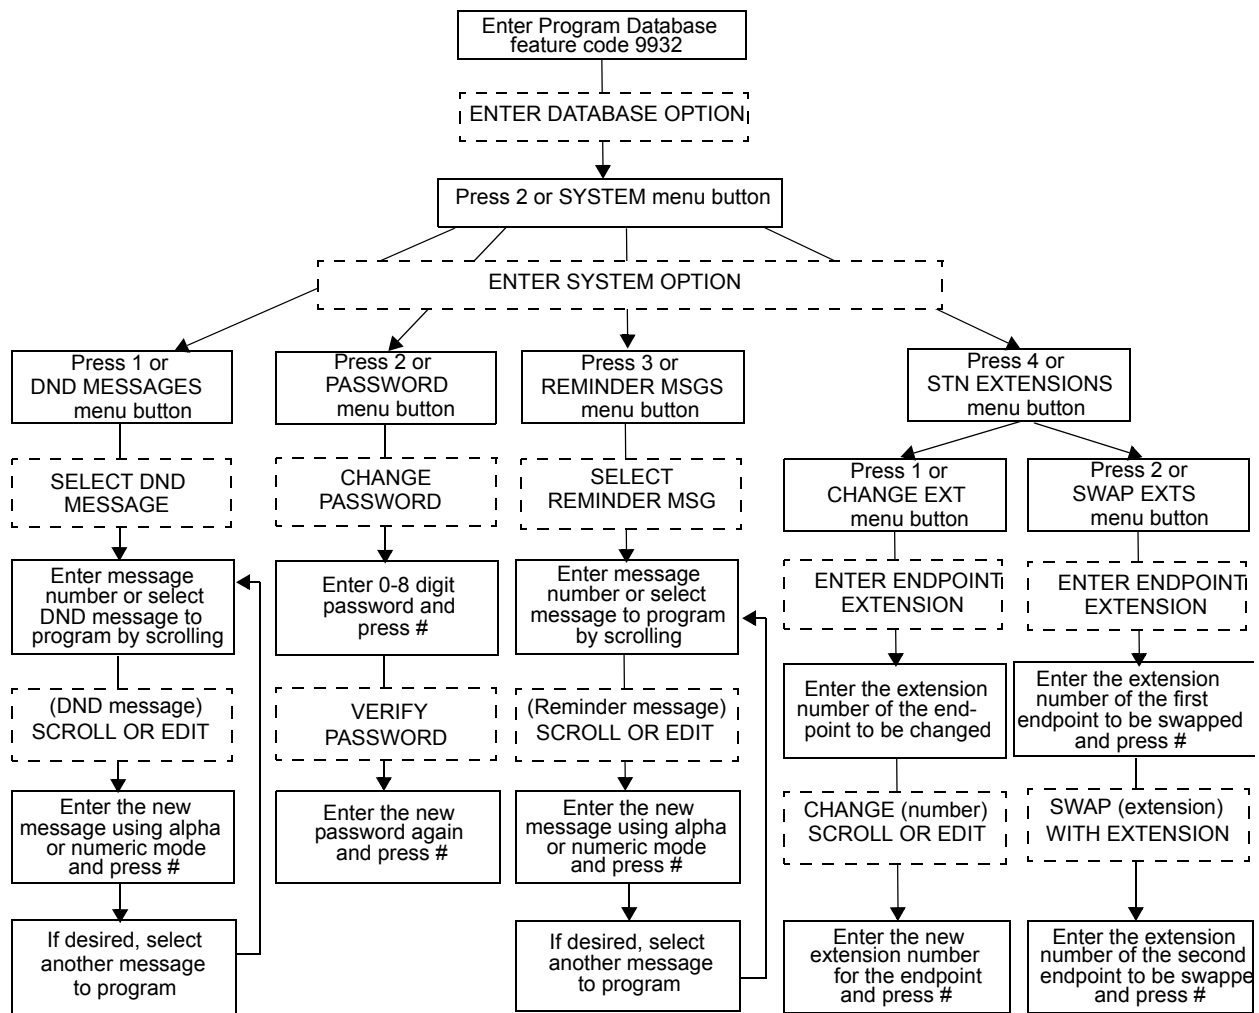 Enter Program Database
feature code 9932
ENTER DATABASE OPTION
Press 2 or SYSTEM menu button
ENTER SYSTEM OPTION
Press 1 or
DND MESSAGES
menu button
SELECT DND
MESSAGE
Enter message
number or select
DND message to
program by scrolling
(DND message)
SCROLL OR EDIT
Enter the new
message using alpha
or numeric mode
and press #
If desired, select
another message
to program
Press 2 or
PASSWORD
menu button
CHANGE
PASSWORD
Enter 0-8 digit
password and
press #
VERIFY
PASSWORD
Enter the new
password again
and press #
Press 3 or
REMINDER MSGS
menu button
SELECT
REMINDER MSG
Enter message
number or select
message to program
by scrolling
(Reminder message)
SCROLL OR EDIT
Enter the new
message using alpha
or numeric mode
and press #
If desired, select
another message
to program
Press 4 or
STN EXTENSIONS
menu button
Press 1 or
CHANGE EXT
menu button
ENTER ENDPOINT
EXTENSION
Enter the extension
number of the end-
point to be changed
CHANGE (number)
SCROLL OR EDIT
Enter the new
extension number
for the endpoint
and press #
Press 2 or
SWAP EXTS
menu button
ENTER ENDPOINT
EXTENSION
Enter the extension
number of the first
endpoint to be swapped
and press #
SWAP (extension)
WITH EXTENSION
Enter the extension
number of the second
endpoint to be swappe
and press #